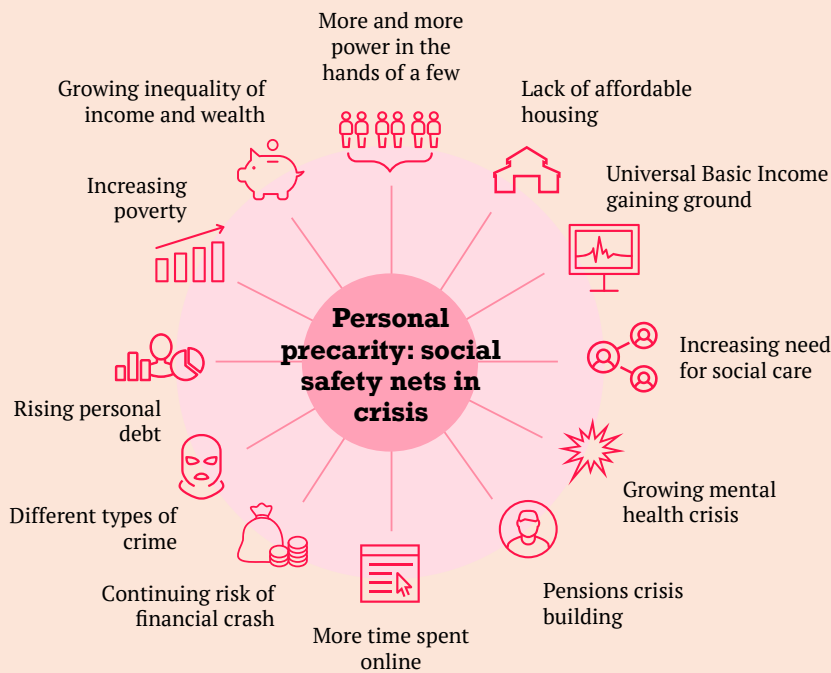 More and more
power in the
hands of a few
Lack of affordable
housing
Universal Basic Income
gaining ground
Increasing need
for social care
Growing mental
health crisis
Pensions crisis
building
More time spent
online
Continuing risk of
financial crash
Different types of
crime
Rising personal
debt
Increasing
poverty
Growing inequality of
income and wealth
Personal
precarity: social
safety nets in
crisis